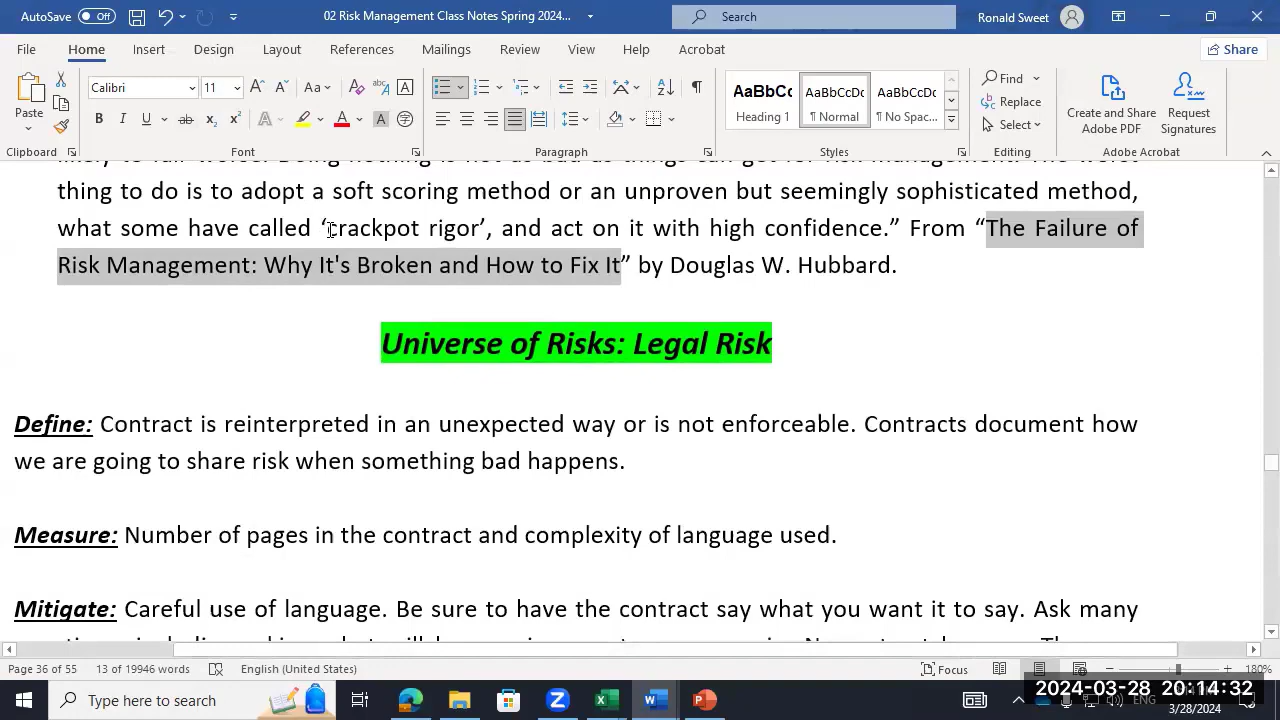 AutoSave Off 02 Risk Management Class Notes Spring 2024... Search Ronald Sweet
File Home Insert Design Layout References Mailings Review View Help Acrobat Share
Calibri 11 Aa AaBbCc AaBbCcDc AaBbCcDc Find
Paste B I U ab x₂ x² A A A Heading 1 ¶ Normal ¶ No Spac... Replace Create and Share Adobe PDF Request Signatures
Select
Clipboard Font Paragraph Styles Editing Adobe Acrobat
thing to do is to adopt a soft scoring method or an unproven but seemingly sophisticated method,
what some have called ‘crackpot rigor’, and act on it with high confidence.” From “The Failure of
Risk Management: Why It's Broken and How to Fix It” by Douglas W. Hubbard.
Universe of Risks: Legal Risk
Define: Contract is reinterpreted in an unexpected way or is not enforceable. Contracts document how
we are going to share risk when something bad happens.
Measure: Number of pages in the contract and complexity of language used.
Mitigate: Careful use of language. Be sure to have the contract say what you want it to say. Ask many
Page 36 of 55 13 of 19946 words English (United States) Focus 180%
Type here to search ENG 2024-03-28 20:14:32
3/28/2024